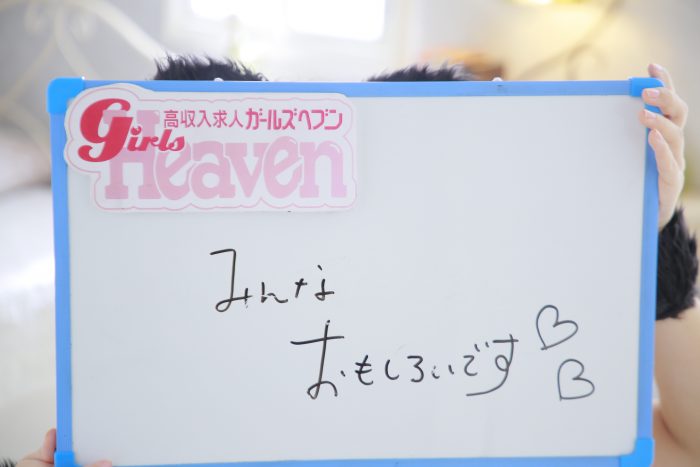 高収入求人 ガールズヘブン
Girls
Heaven
みんな
おもしろいです